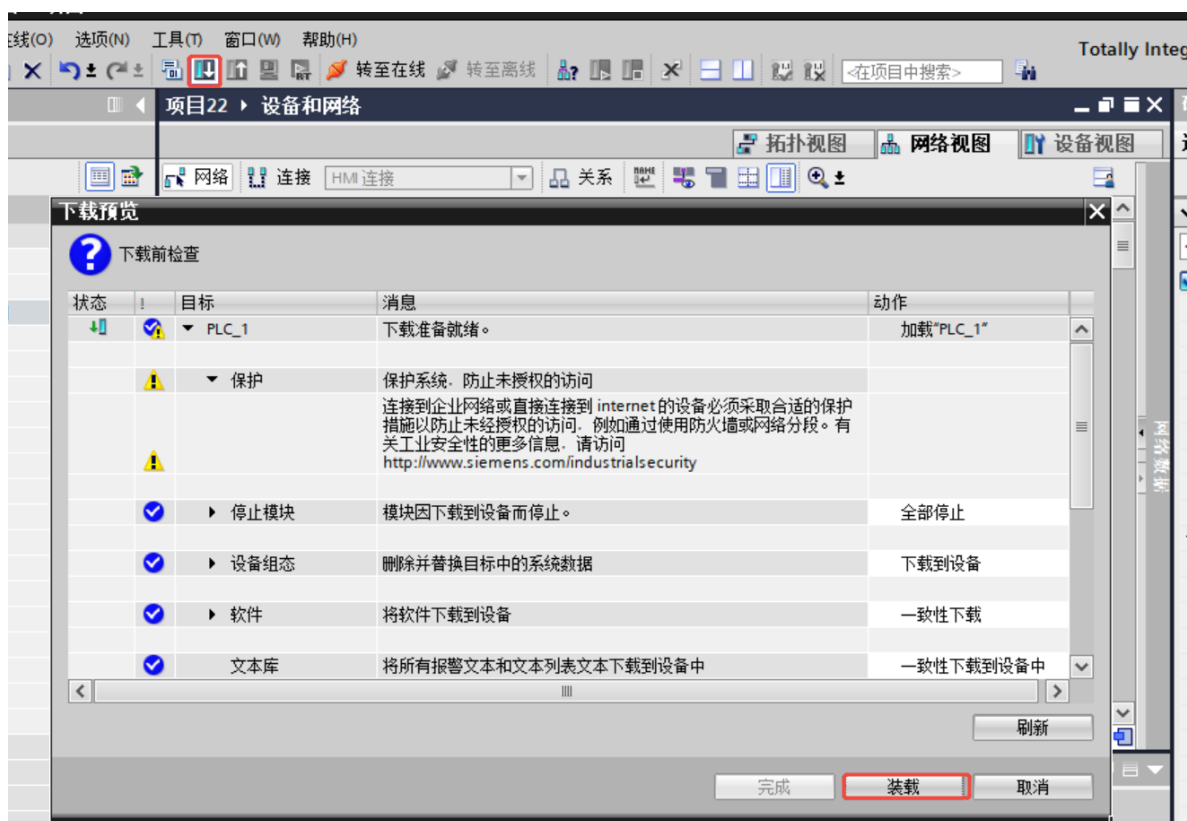 线(O) 选项(N) 工具(T) 窗口(W) 帮助(H)
Totally Integ
转至在线 转至离线 <在项目中搜索>
项目22 ▸ 设备和网络
拓扑视图 网络视图 设备视图
网络 连接 HMI 连接 关系
下载预览
下载前检查
状态 ! 目标 消息 动作
PLC_1 下载准备就绪。 加载"PLC_1"
保护 保护系统，防止未授权的访问
连接到企业网络或直接连接到 internet 的设备必须采取合适的保护
措施以防止未经授权的访问，例如通过使用防火墙或网络分段。有
关工业安全性的更多信息，请访问
http://www.siemens.com/industrialsecurity
停止模块 模块因下载到设备而停止。 全部停止
设备组态 删除并替换目标中的系统数据 下载到设备
软件 将软件下载到设备 一致性下载
文本库 将所有报警文本和文本列表文本下载到设备中 一致性下载到设备中
刷新
完成 装载 取消
网络数据